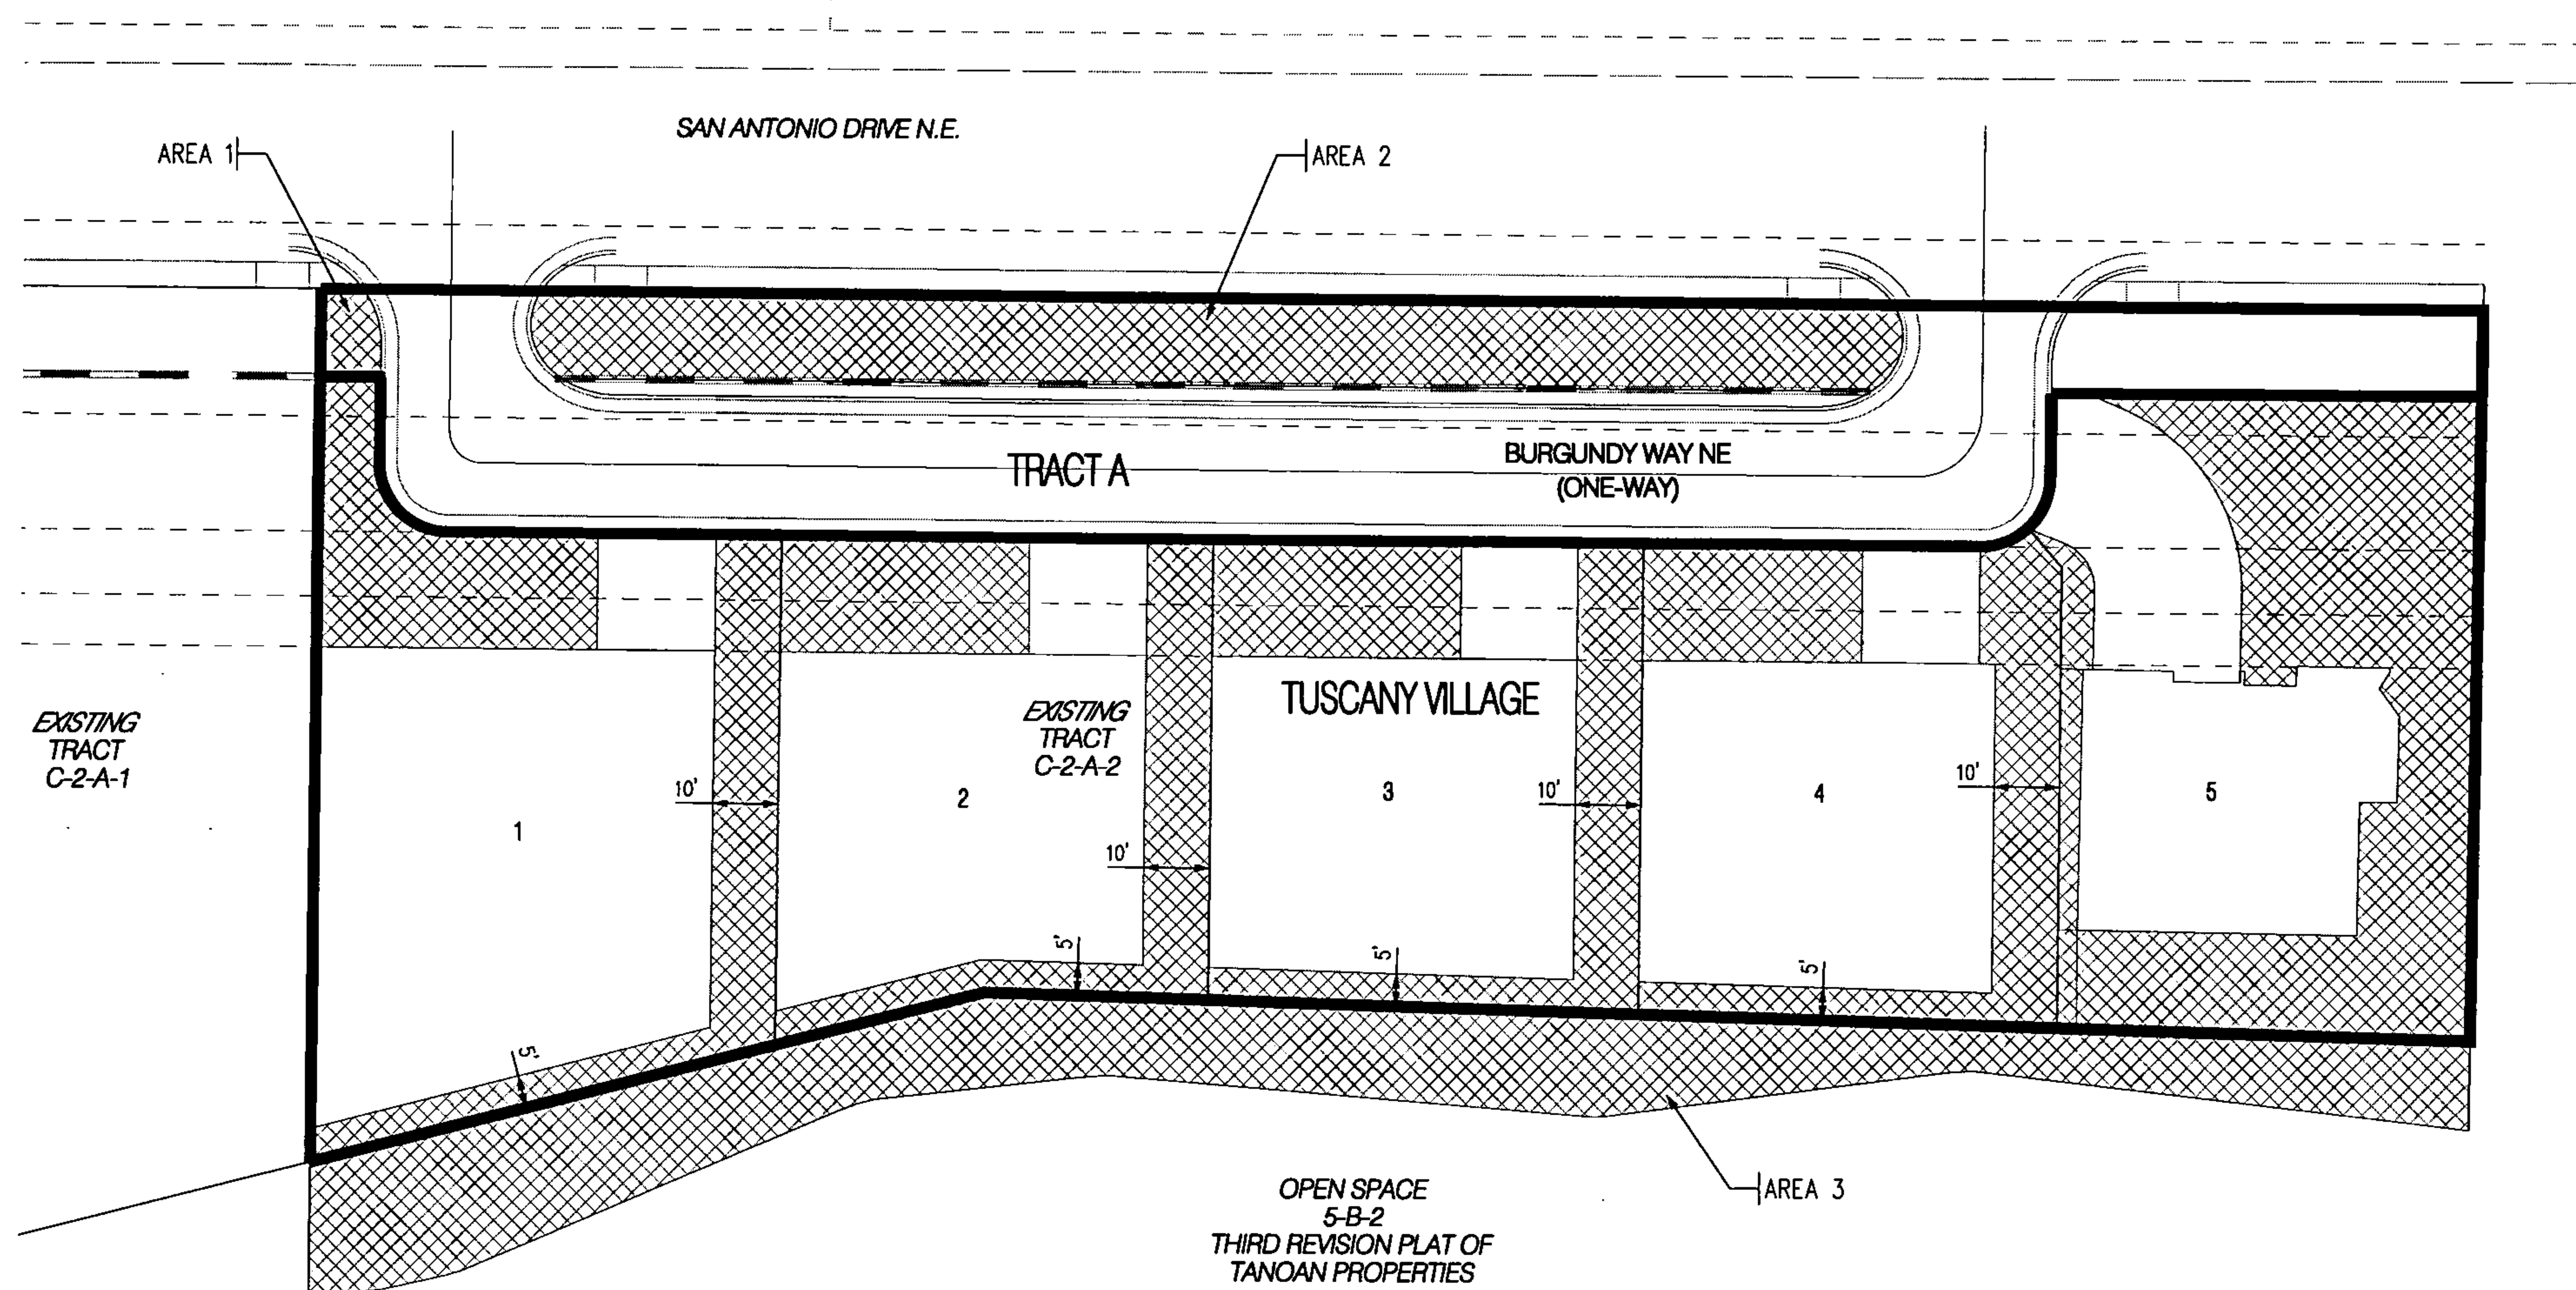 SAN ANTONIO DRIVE N.E.
AREA 1
AREA 2
TRACT A
BURGUNDY WAY NE
(ONE-WAY)
TUSCANY VILLAGE
EXISTING
TRACT
C-2-A-1
EXISTING
TRACT
C-2-A-2
1
10'
2
10'
3
10'
4
10'
5
5'
5'
5'
5'
AREA 3
OPEN SPACE
5-B-2
THIRD REVISION PLAT OF
TANOAN PROPERTIES